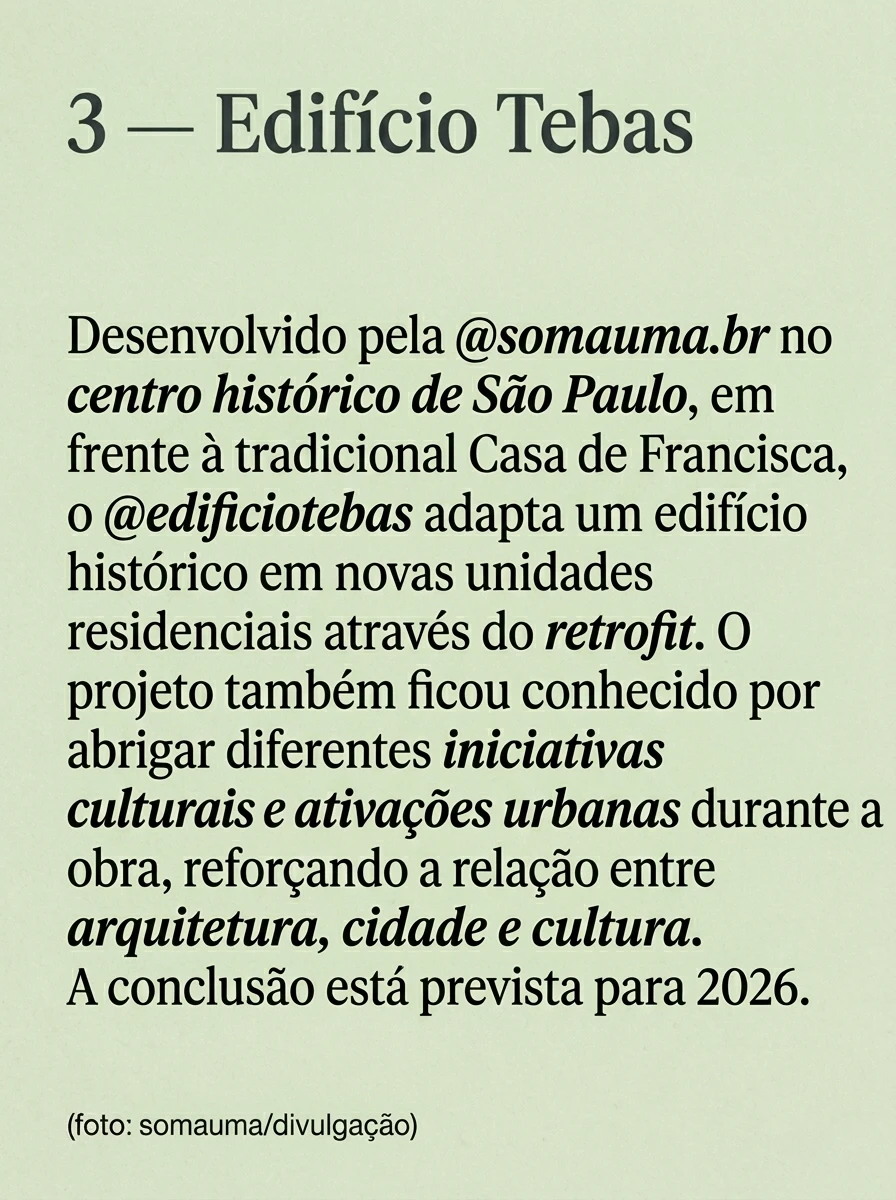 3 — Edifício Tebas
Desenvolvido pela @somauma.br no
centro histórico de São Paulo, em
frente à tradicional Casa de Francisca,
o @edificiotebas adapta um edifício
histórico em novas unidades
residenciais através do retrofit. O
projeto também ficou conhecido por
abrigar diferentes iniciativas
culturais e ativações urbanas durante a
obra, reforçando a relação entre
arquitetura, cidade e cultura.
A conclusão está prevista para 2026.
(foto: somauma/divulgação)